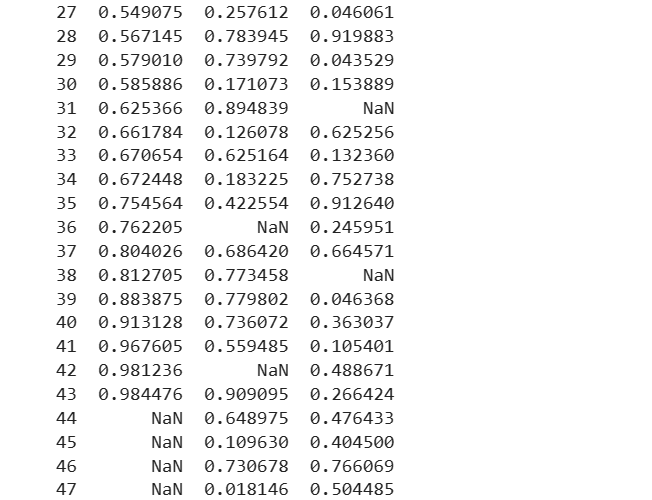 27 0.549075 0.257612 0.046061
28 0.567145 0.783945 0.919883
29 0.579010 0.739792 0.043529
30 0.585886 0.171073 0.153889
31 0.625366 0.894839 NaN
32 0.661784 0.126078 0.625256
33 0.670654 0.625164 0.132360
34 0.672448 0.183225 0.752738
35 0.754564 0.422554 0.912640
36 0.762205 NaN 0.245951
37 0.804026 0.686420 0.664571
38 0.812705 0.773458 NaN
39 0.883875 0.779802 0.046368
40 0.913128 0.736072 0.363037
41 0.967605 0.559485 0.105401
42 0.981236 NaN 0.488671
43 0.984476 0.909095 0.266424
44 NaN 0.648975 0.476433
45 NaN 0.109630 0.404500
46 NaN 0.730678 0.766069
47 NaN 0.018146 0.504485